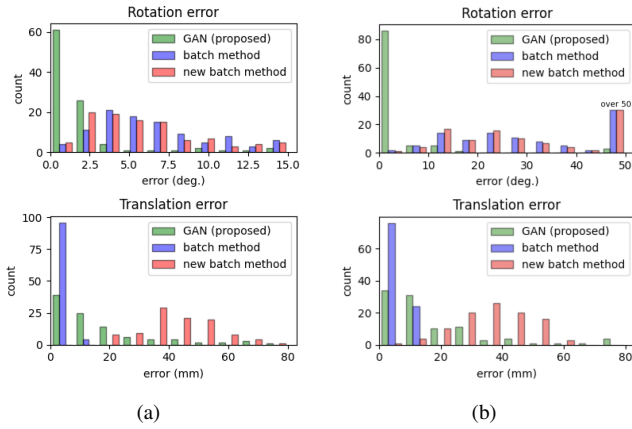 Rotation error
GAN (proposed)
batch method
new batch method
count
60
40
20
0
0.0 2.5 5.0 7.5 10.0 12.5 15.0
error (deg.)
Rotation error
GAN (proposed)
batch method
new batch method
over 50
count
80
60
40
20
0
0 10 20 30 40 50
error (deg.)
Translation error
GAN (proposed)
batch method
new batch method
count
100
75
50
25
0
0 20 40 60 80
error (mm)
Translation error
GAN (proposed)
batch method
new batch method
count
60
40
20
0
0 20 40 60 80
error (mm)
(a)
(b)